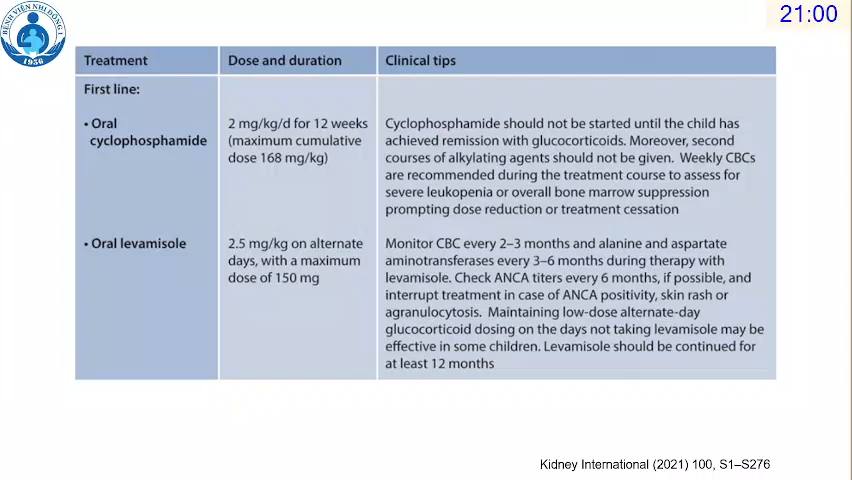 BỆNH VIỆN NHI ĐỒNG 1
1956
21:00
Treatment
Dose and duration
Clinical tips
First line:
• Oral
cyclophosphamide
2 mg/kg/d for 12 weeks
(maximum cumulative
dose 168 mg/kg)
Cyclophosphamide should not be started until the child has
achieved remission with glucocorticoids. Moreover, second
courses of alkylating agents should not be given. Weekly CBCs
are recommended during the treatment course to assess for
severe leukopenia or overall bone marrow suppression
prompting dose reduction or treatment cessation
• Oral levamisole
2.5 mg/kg on alternate
days, with a maximum
dose of 150 mg
Monitor CBC every 2–3 months and alanine and aspartate
aminotransferases every 3–6 months during therapy with
levamisole. Check ANCA titers every 6 months, if possible, and
interrupt treatment in case of ANCA positivity, skin rash or
agranulocytosis. Maintaining low-dose alternate-day
glucocorticoid dosing on the days not taking levamisole may be
effective in some children. Levamisole should be continued for
at least 12 months
Kidney International (2021) 100, S1–S276